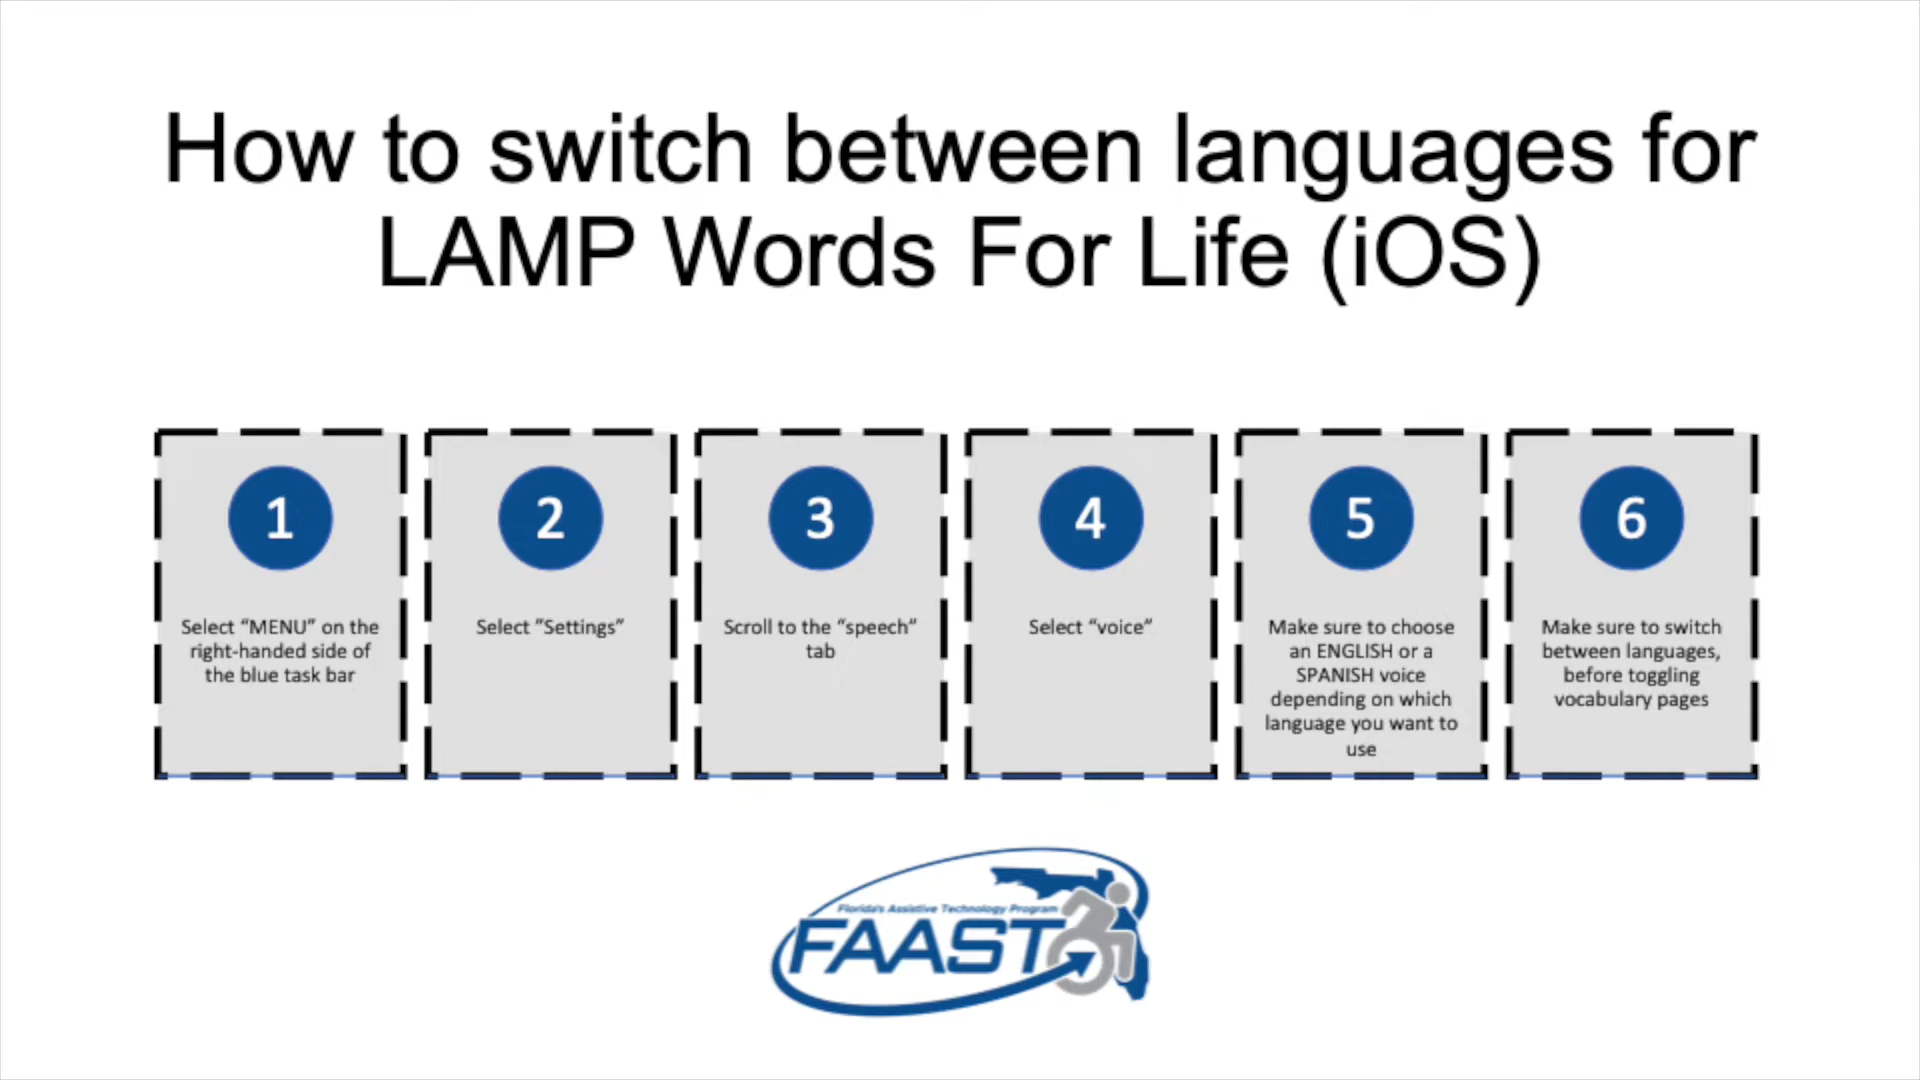 How to switch between languages for
LAMP Words For Life (iOS)
1
Select “MENU” on the
right-handed side of
the blue task bar
2
Select “Settings”
3
Scroll to the “speech”
tab
4
Select “voice”
5
Make sure to choose
an ENGLISH or a
SPANISH voice
depending on which
language you want to
use
6
Make sure to switch
between languages,
before toggling
vocabulary pages
Florida's Assistive Technology Program
FAAST